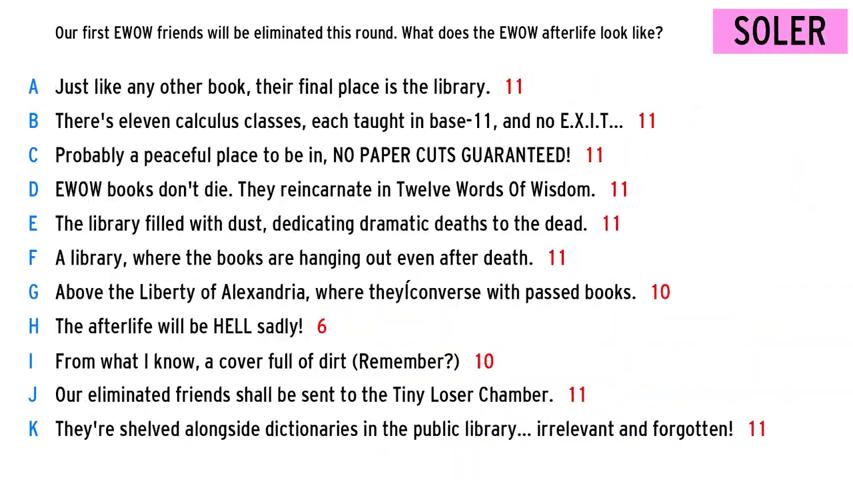 Our first EWOW friends will be eliminated this round. What does the EWOW afterlife look like?
SOLER
A Just like any other book, their final place is the library. 11
B There's eleven calculus classes, each taught in base-11, and no E.X.I.T... 11
C Probably a peaceful place to be in, NO PAPER CUTS GUARANTEED! 11
D EWOW books don't die. They reincarnate in Twelve Words Of Wisdom. 11
E The library filled with dust, dedicating dramatic deaths to the dead. 11
F A library, where the books are hanging out even after death. 11
G Above the Liberty of Alexandria, where theyÍconverse with passed books. 10
H The afterlife will be HELL sadly! 6
I From what I know, a cover full of dirt (Remember?) 10
J Our eliminated friends shall be sent to the Tiny Loser Chamber. 11
K They're shelved alongside dictionaries in the public library... irrelevant and forgotten! 11